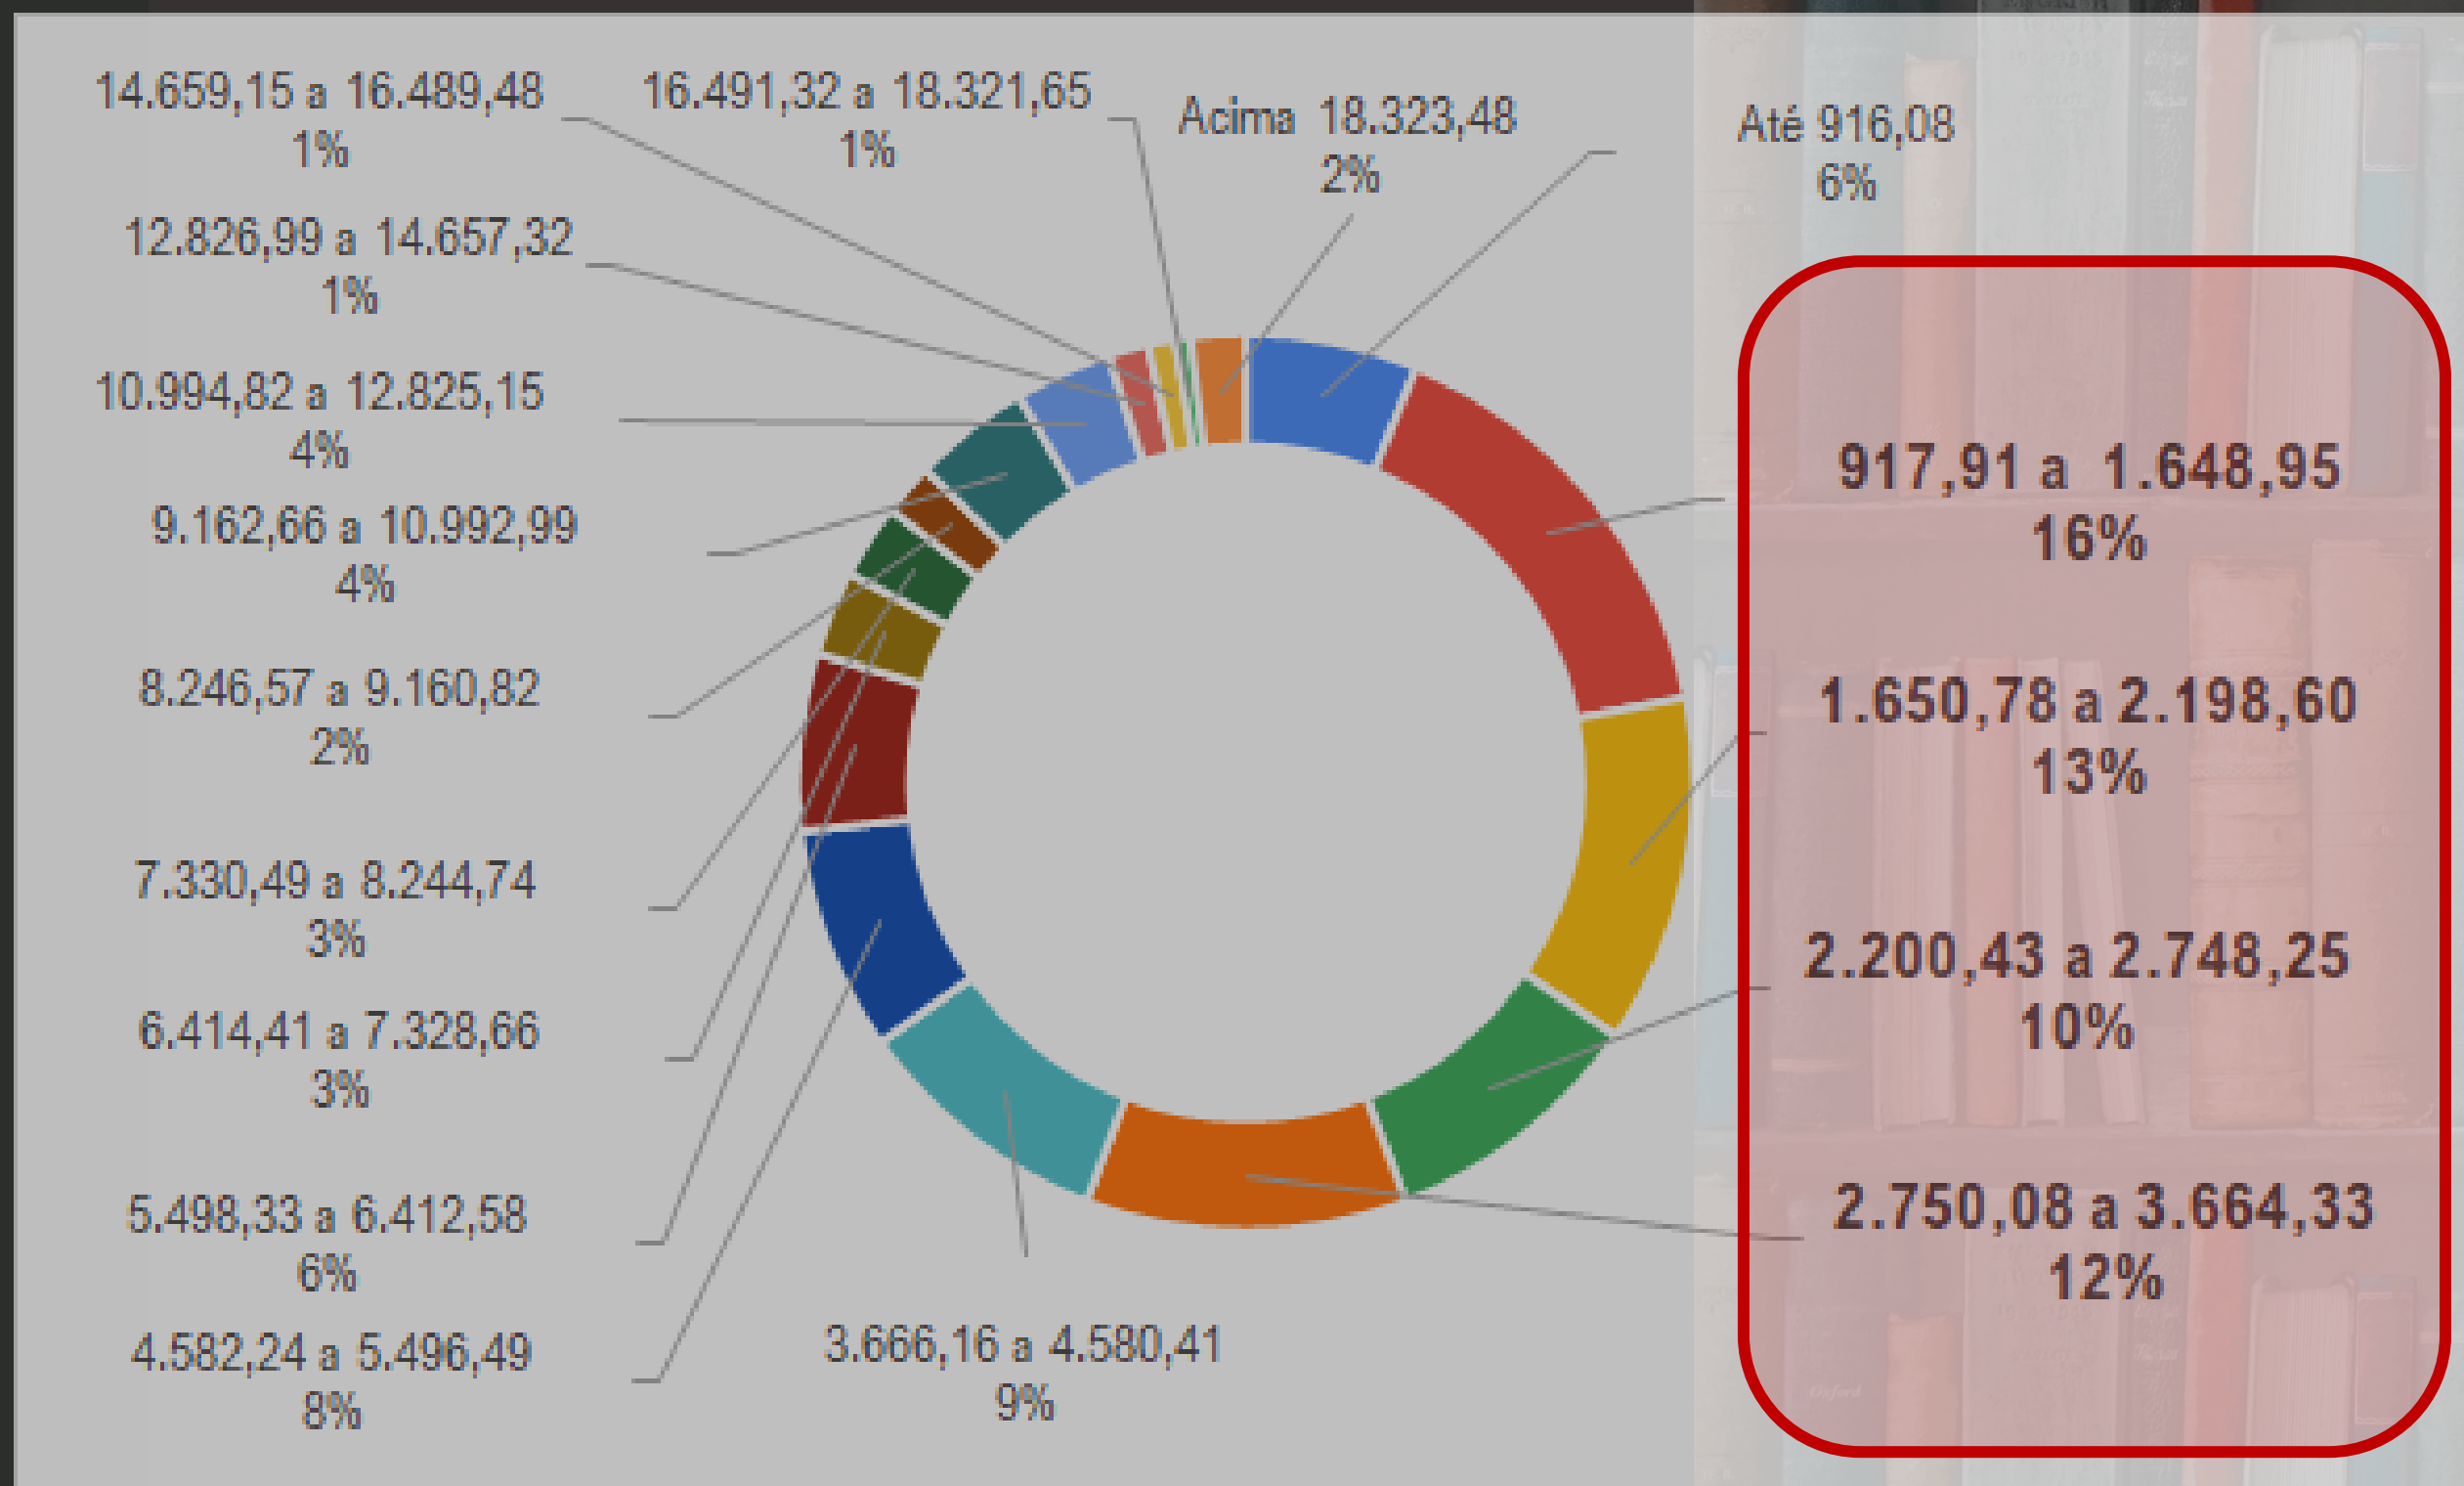 14.659,15 a 16.489,48
1%
16.491,32 a 18.321,65
1%
Acima 18.323,48
2%
Até 916,08
6%
12.826,99 a 14.657,32
1%
10.994,82 a 12.825,15
4%
9.162,66 a 10.992,99
4%
8.246,57 a 9.160,82
2%
7.330,49 a 8.244,74
3%
6.414,41 a 7.328,66
3%
5.498,33 a 6.412,58
6%
4.582,24 a 5.496,49
8%
3.666,16 a 4.580,41
9%
917,91 a 1.648,95
16%
1.650,78 a 2.198,60
13%
2.200,43 a 2.748,25
10%
2.750,08 a 3.664,33
12%
Oxford